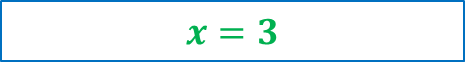 x = 3